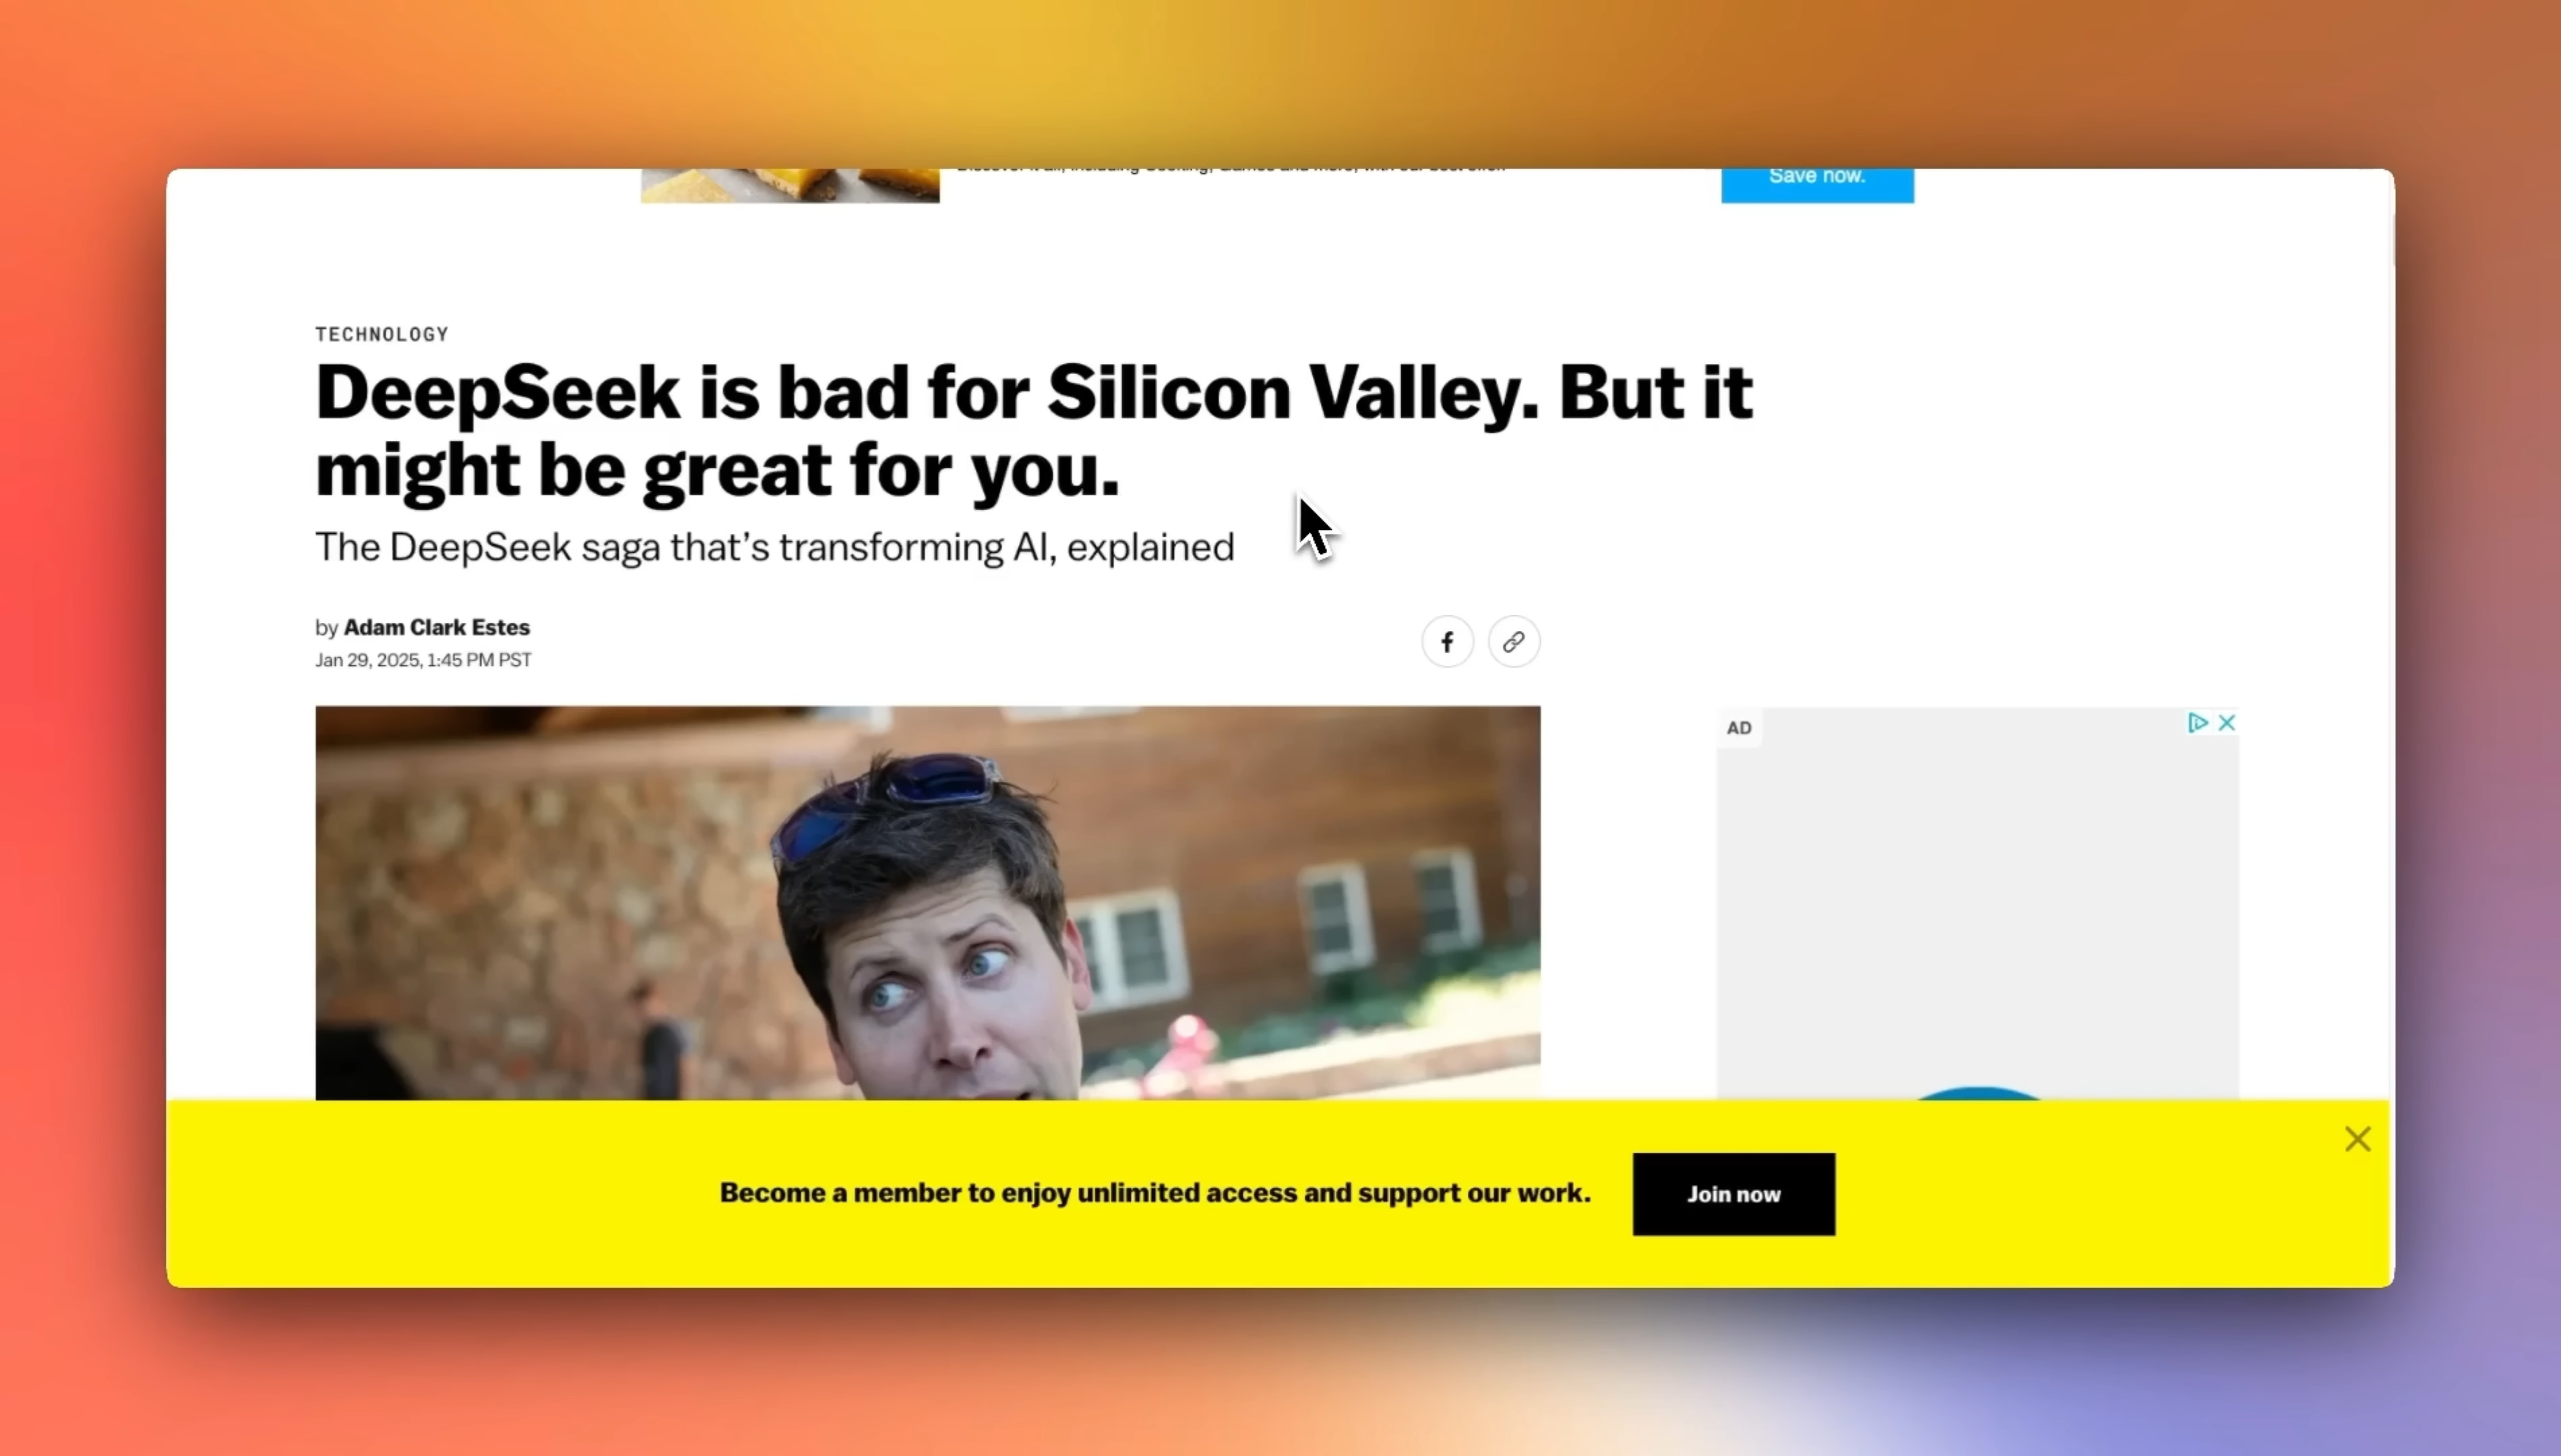 Save now.
TECHNOLOGY
DeepSeek is bad for Silicon Valley. But it
might be great for you.
The DeepSeek saga that’s transforming AI, explained
by Adam Clark Estes
Jan 29, 2025, 1:45 PM PST
AD
Become a member to enjoy unlimited access and support our work.
Join now